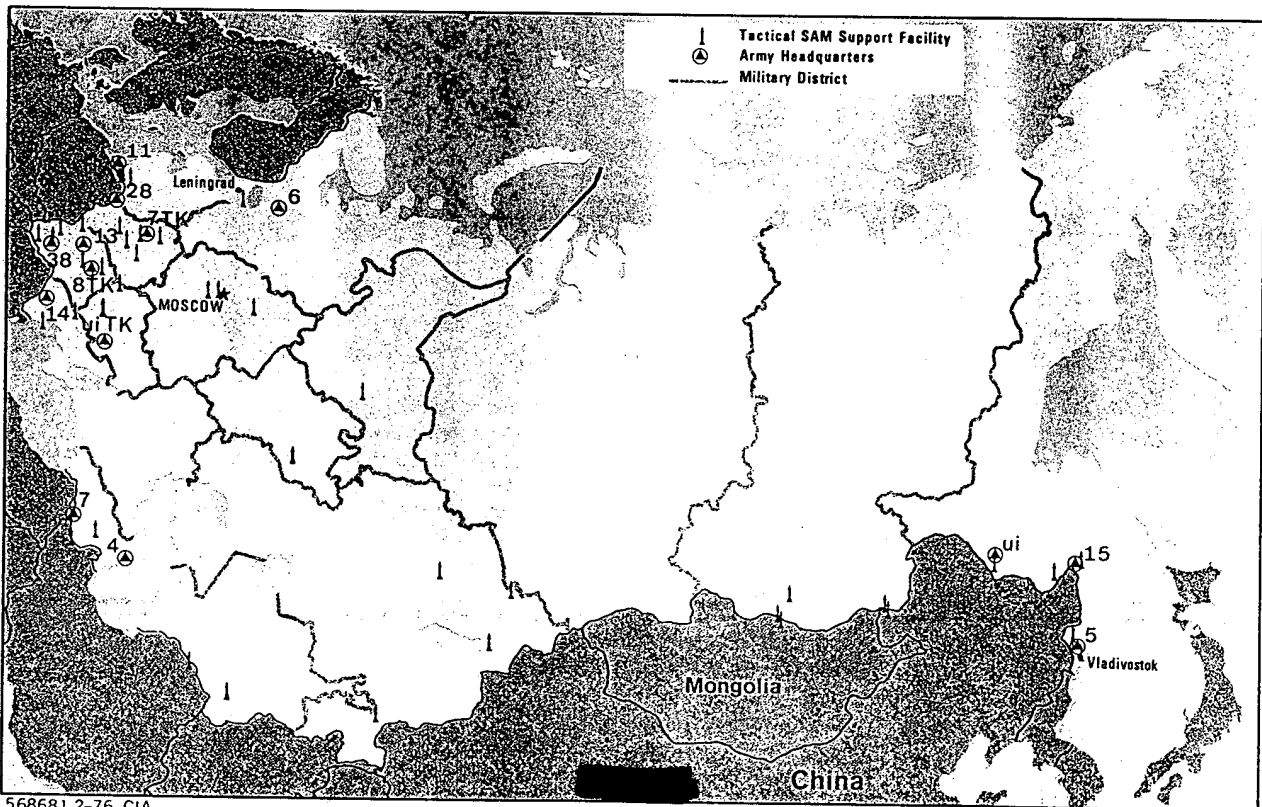 Tactical SAM Support Facility
Army Headquarters
Military District
11
28
Leningrad
6
7TK
13
38
8TK
MOSCOW
14
ui TK
7
4
ui
15
5
Vladivostok
Mongolia
China
568681 2-76 CIA